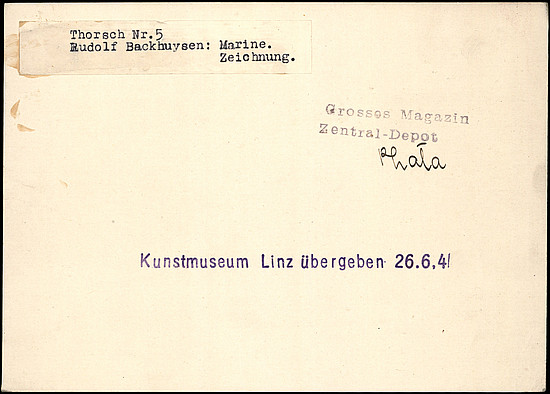 Thorsch Nr.5
Rudolf Backhuysen: Marine.
Zeichnung.
Grosses Magazin
Zentral-Depot
Kunstmuseum Linz übergeben 26.6.41